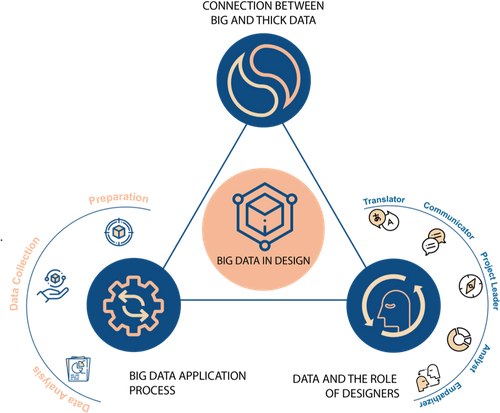 CONNECTION BETWEEN
BIG AND THICK DATA
Preparation
Data Collection
Data Analysis
BIG DATA IN DESIGN
Translator
Communicator
Project Leader
Analyst
Empathizer
BIG DATA APPLICATION
PROCESS
DATA AND THE ROLE
OF DESIGNERS